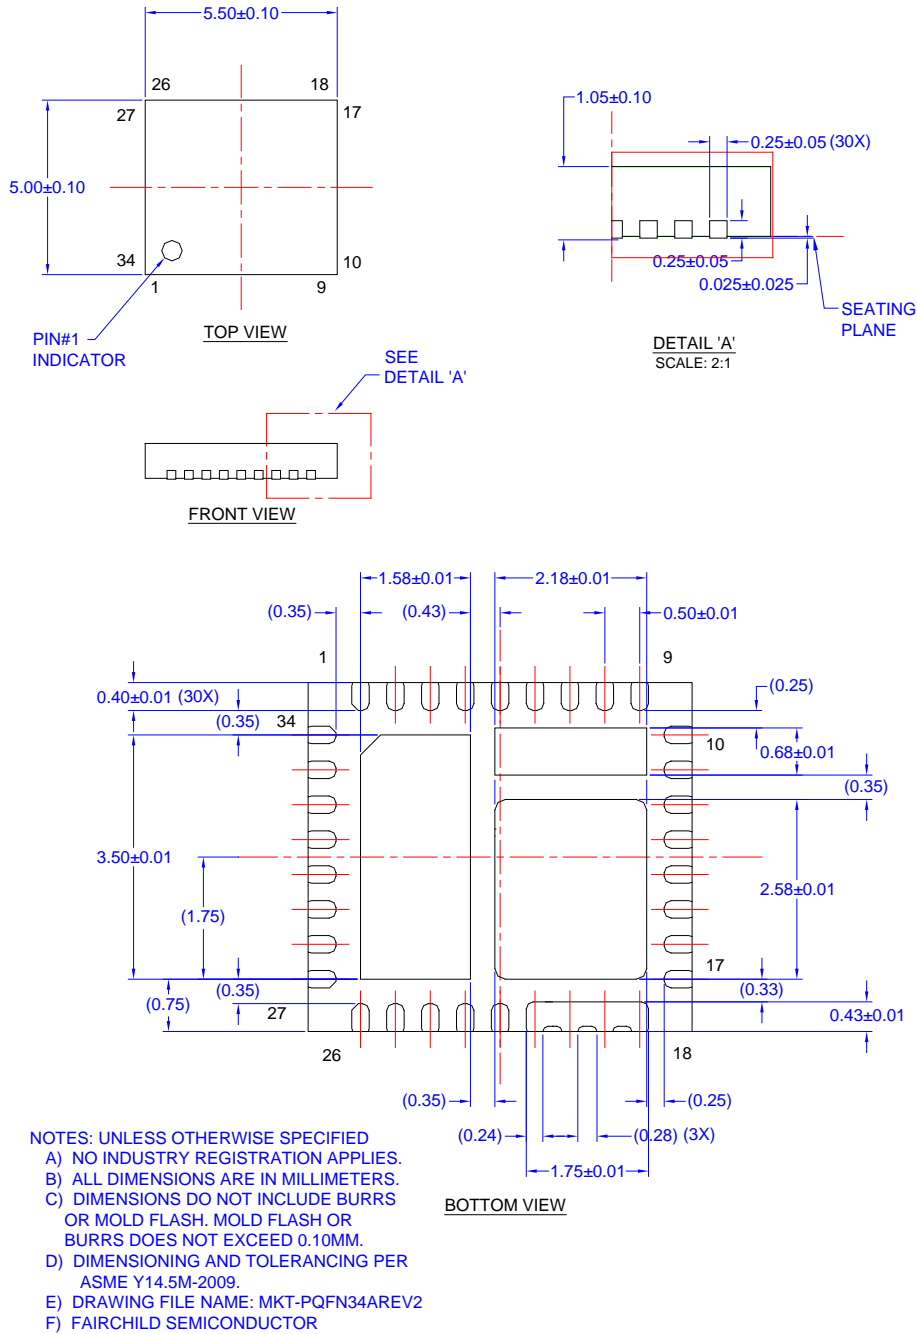 5.50±0.10
26
18
27
17
5.00±0.10
34
10
1
9
PIN#1
INDICATOR
TOP VIEW
1.05±0.10
0.25±0.05 (30X)
0.25±0.05
0.025±0.025
SEATING
PLANE
DETAIL 'A'
SCALE: 2:1
SEE
DETAIL 'A'
FRONT VIEW
1.58±0.01
2.18±0.01
(0.35)
(0.43)
0.50±0.01
1
9
(0.25)
0.40±0.01 (30X)
34
(0.35)
10
0.68±0.01
(0.35)
3.50±0.01
2.58±0.01
(1.75)
17
(0.35)
(0.33)
(0.75)
27
0.43±0.01
26
18
(0.35)
(0.25)
(0.24)
(0.28) (3X)
1.75±0.01
BOTTOM VIEW
NOTES: UNLESS OTHERWISE SPECIFIED
A) NO INDUSTRY REGISTRATION APPLIES.
B) ALL DIMENSIONS ARE IN MILLIMETERS.
C) DIMENSIONS DO NOT INCLUDE BURRS
OR MOLD FLASH. MOLD FLASH OR
BURRS DOES NOT EXCEED 0.10MM.
D) DIMENSIONING AND TOLERANCING PER
ASME Y14.5M-2009.
E) DRAWING FILE NAME: MKT-PQFN34AREV2
F) FAIRCHILD SEMICONDUCTOR